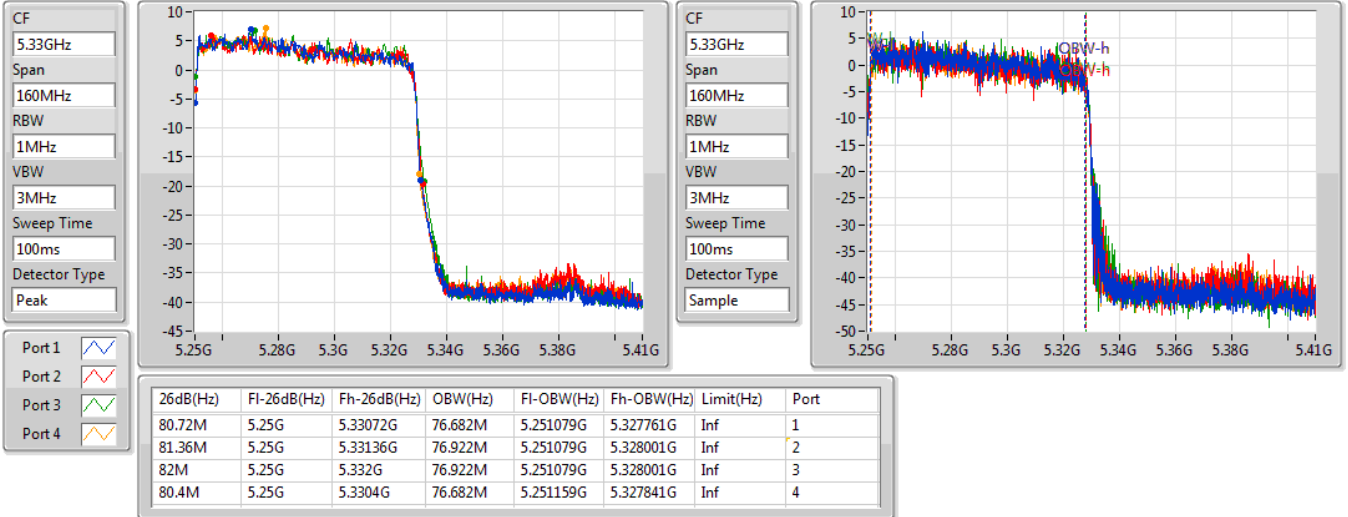 CF
5.33GHz
Span
160MHz
RBW
1MHz
VBW
3MHz
Sweep Time
100ms
Detector Type
Peak
10
5
0
-5
-10
-15
-20
-25
-30
-35
-40
-45
5.25G 5.28G 5.3G 5.32G 5.34G 5.36G 5.38G 5.41G
CF
5.33GHz
Span
160MHz
RBW
1MHz
VBW
3MHz
Sweep Time
100ms
Detector Type
Sample
10
5
0
-5
-10
-15
-20
-25
-30
-35
-40
-45
-50
OBW-h
OBW-h
5.25G 5.28G 5.3G 5.32G 5.34G 5.36G 5.38G 5.41G
Port 1
Port 2
Port 3
Port 4
26dB(Hz) Fl-26dB(Hz) Fh-26dB(Hz) OBW(Hz) Fl-OBW(Hz) Fh-OBW(Hz) Limit(Hz) Port
80.72M 5.25G 5.33072G 76.682M 5.251079G 5.327761G Inf 1
81.36M 5.25G 5.33136G 76.922M 5.251079G 5.328001G Inf 2
82M 5.25G 5.332G 76.922M 5.251079G 5.328001G Inf 3
80.4M 5.25G 5.3304G 76.682M 5.251159G 5.327841G Inf 4